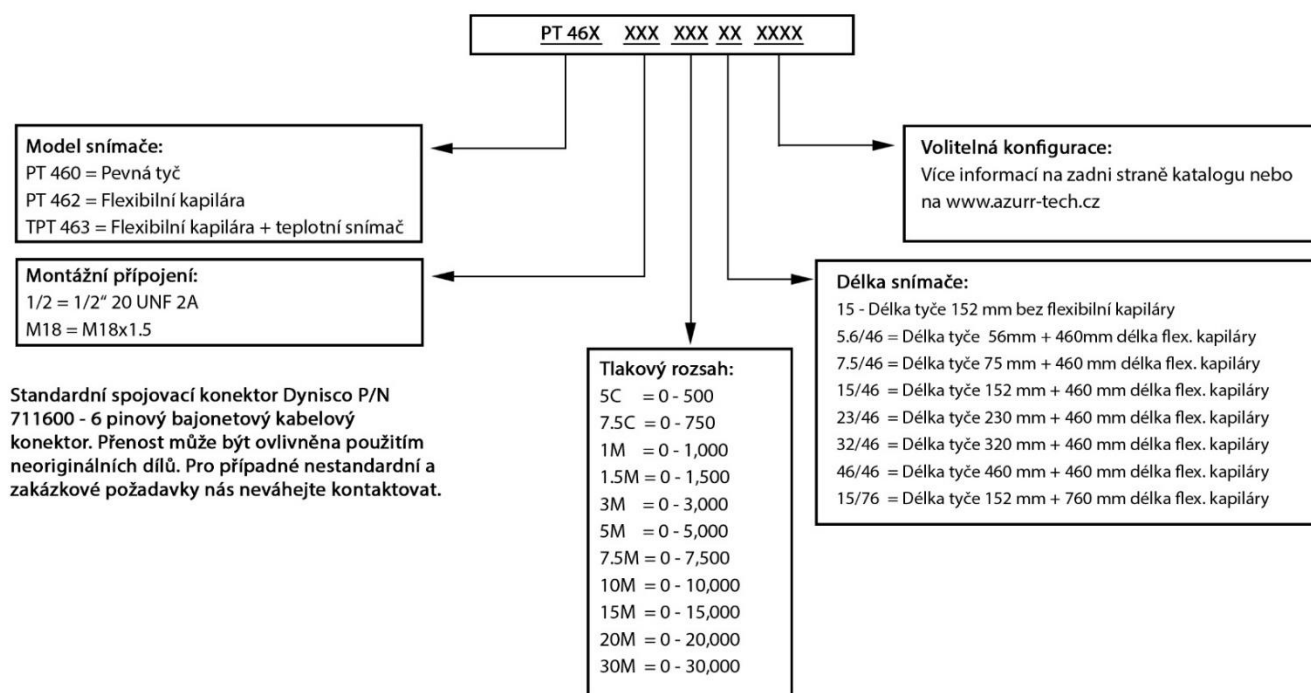 PT 46X XXX XXX XX XXXX
Model snímače:
PT 460 = Pevná tyč
PT 462 = Flexibilní kapilára
TPT 463 = Flexibilní kapilára + teplotní snímač
Volitelná konfigurace:
Více informací na zadni straně katalogu nebo
na www.azurr-tech.cz
Montážní přípojení:
1/2 = 1/2“ 20 UNF 2A
M18 = M18x1.5
Délka snímače:
15 - Délka tyče 152 mm bez flexibilní kapiláry
5.6/46 = Délka tyče 56mm + 460mm délka flex. kapiláry
7.5/46 = Délka tyče 75 mm + 460 mm délka flex. kapiláry
15/46 = Délka tyče 152 mm + 460 mm délka flex. kapiláry
23/46 = Délka tyče 230 mm + 460 mm délka flex. kapiláry
32/46 = Délka tyče 320 mm + 460 mm délka flex. kapiláry
46/46 = Délka tyče 460 mm + 460 mm délka flex. kapiláry
15/76 = Délka tyče 152 mm + 760 mm délka flex. kapiláry
Tlakový rozsah:
5C = 0 - 500
7.5C = 0 - 750
1M = 0 - 1,000
1.5M = 0 - 1,500
3M = 0 - 3,000
5M = 0 - 5,000
7.5M = 0 - 7,500
10M = 0 - 10,000
15M = 0 - 15,000
20M = 0 - 20,000
30M = 0 - 30,000
Standardní spojovací konektor Dynisco P/N
711600 - 6 pinový bajonetový kabelový
konektor. Přenost může být ovlivněna použitím
neoriginálních dílů. Pro případné nestandardní a
zakázkové požadavky nás neváhejte kontaktovat.